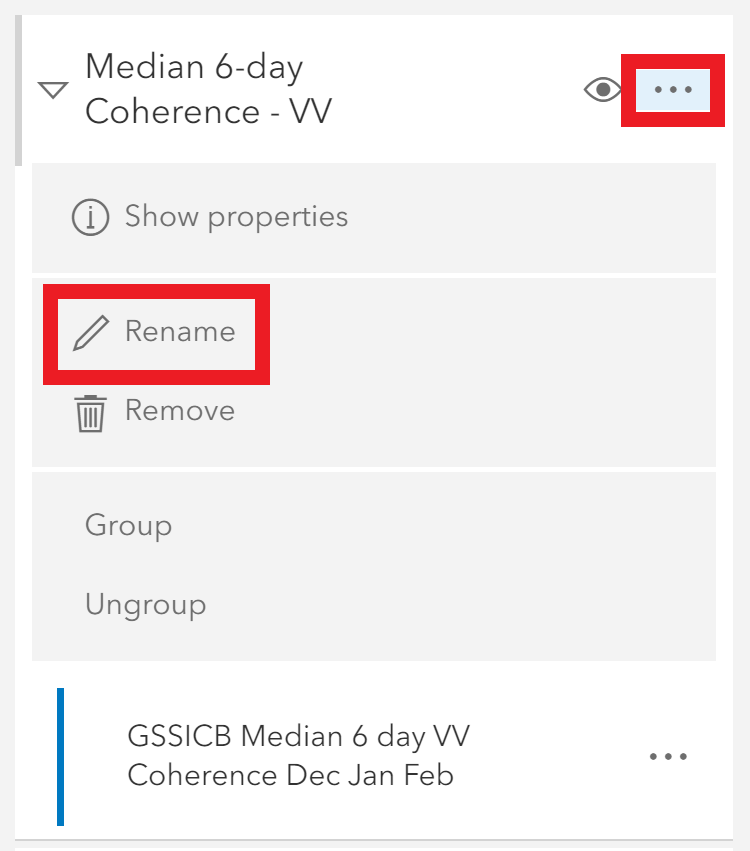 Median 6-day
Coherence - VV
Show properties
Rename
Remove
Group
Ungroup
GSSICB Median 6 day VV
Coherence Dec Jan Feb